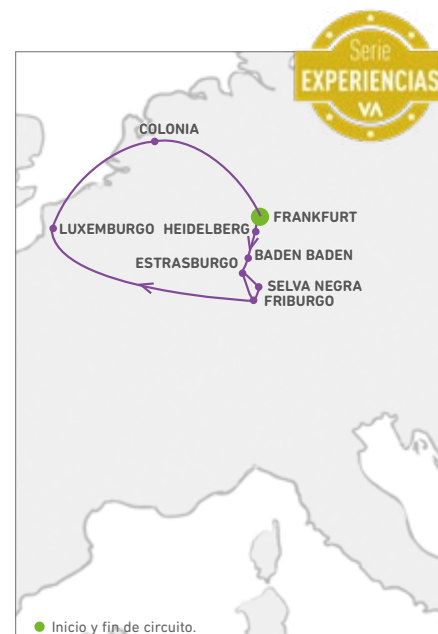 Serie
EXPERIENCIAS
VA
COLONIA
FRANKFURT
LUXEMBURGO
HEIDELBERG
BADEN BADEN
ESTRASBURGO
SELVA NEGRA
FRIBURGO
Inicio y fin de circuito.